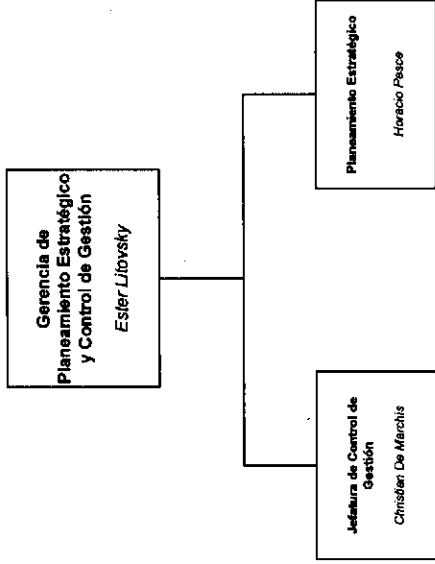 Gerencia de
Planeamiento Estratégico
y Control de Gestión
Ester Litovsky
Jefatura de Control de
Gestión
Christian De Marchis
Planeamiento Estratégico
Horacio Pesce